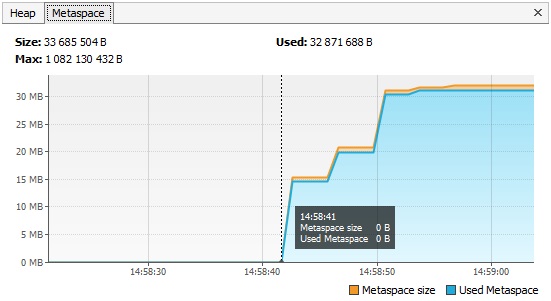 Heap Metaspace ×
Size: 33 685 504 B Used: 32 871 688 B
Max: 1 082 130 432 B
30 MB
25 MB
20 MB
15 MB
10 MB
5 MB
0 MB
14:58:41
Metaspace size 0 B
Used Metaspace 0 B
14:58:30 14:58:40 14:58:50 14:59:00
Metaspace size Used Metaspace